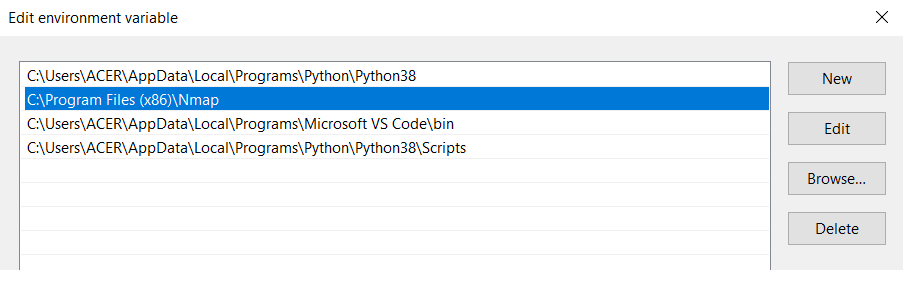 Edit environment variable
C:\Users\ACER\AppData\Local\Programs\Python\Python38
New
C:\Program Files (x86)\Nmap
C:\Users\ACER\AppData\Local\Programs\Microsoft VS Code\bin
Edit
C:\Users\ACER\AppData\Local\Programs\Python\Python38\Scripts
Browse...
Delete